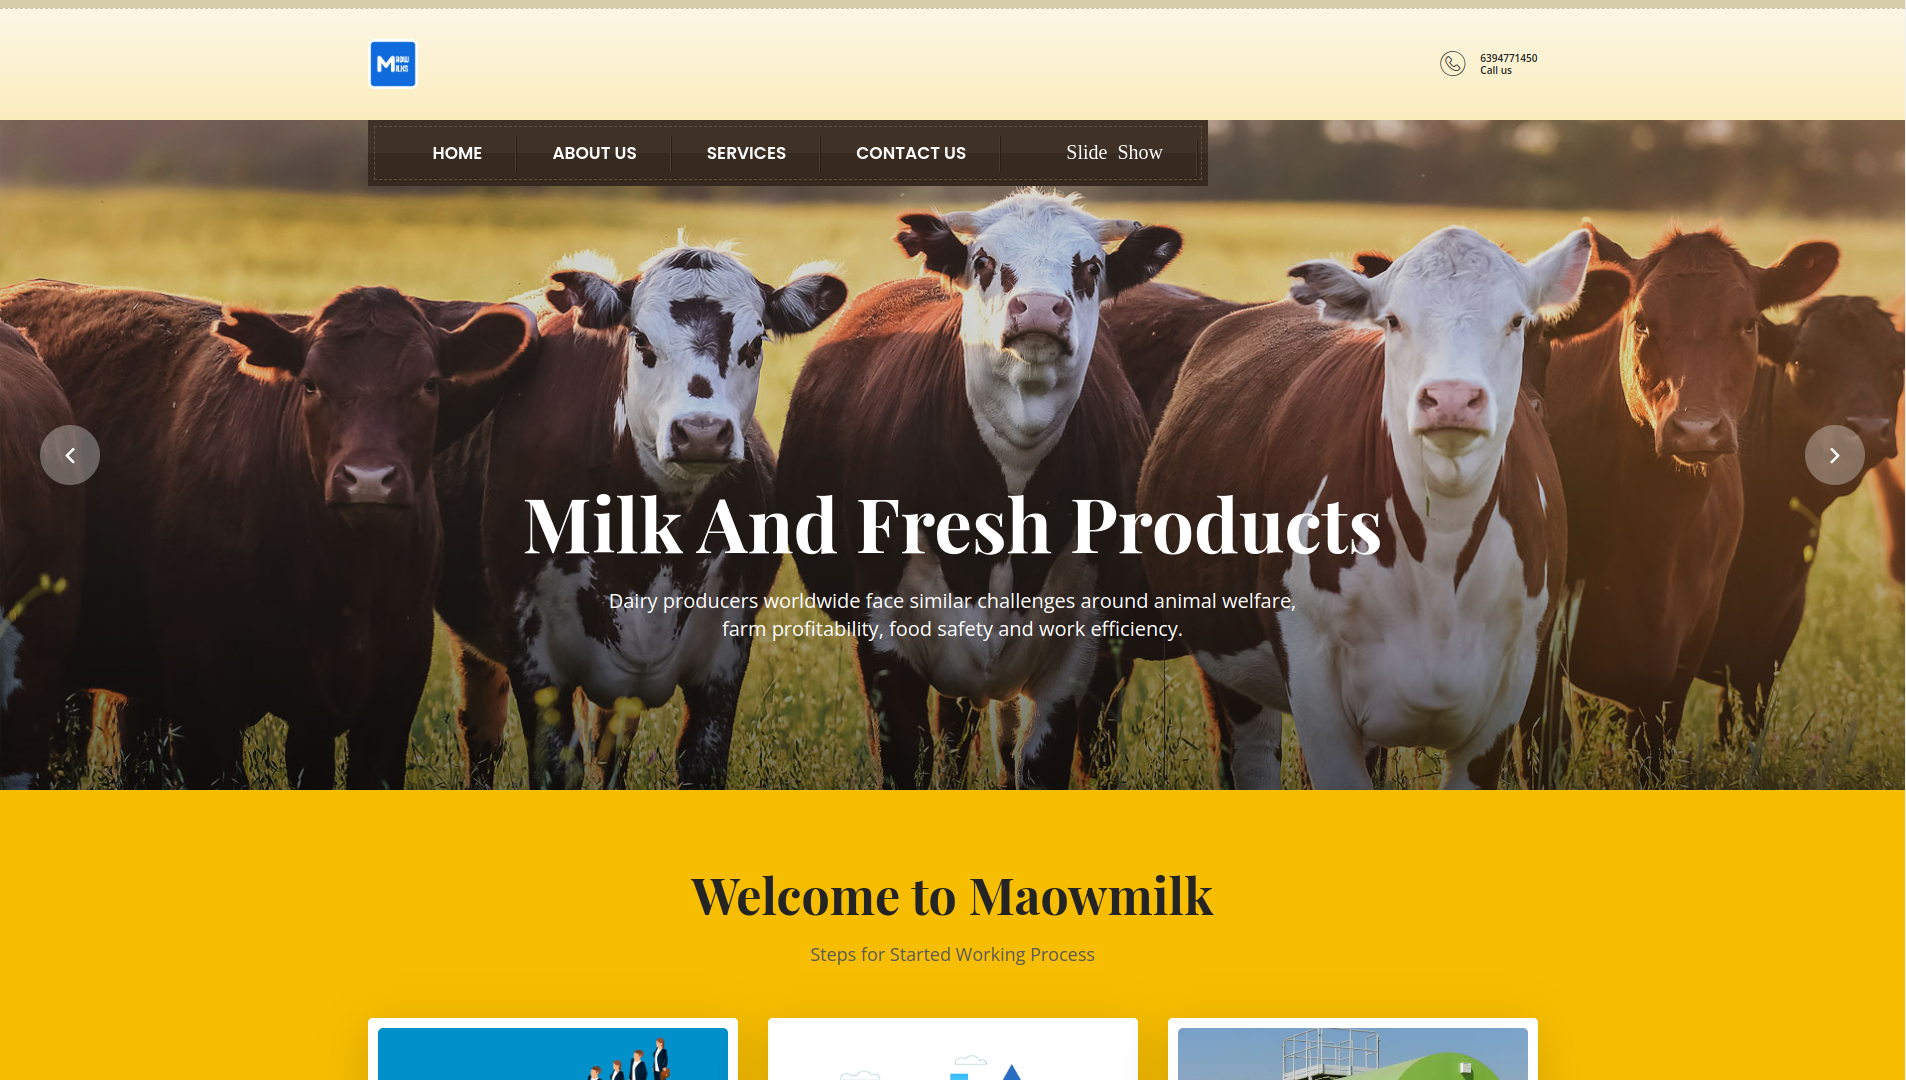 MAOW
MILKS
6394771450
Call us
HOME
ABOUT US
SERVICES
CONTACT US
Slide Show
Milk And Fresh Products
Dairy producers worldwide face similar challenges around animal welfare,
farm profitability, food safety and work efficiency.
Welcome to Maowmilk
Steps for Started Working Process